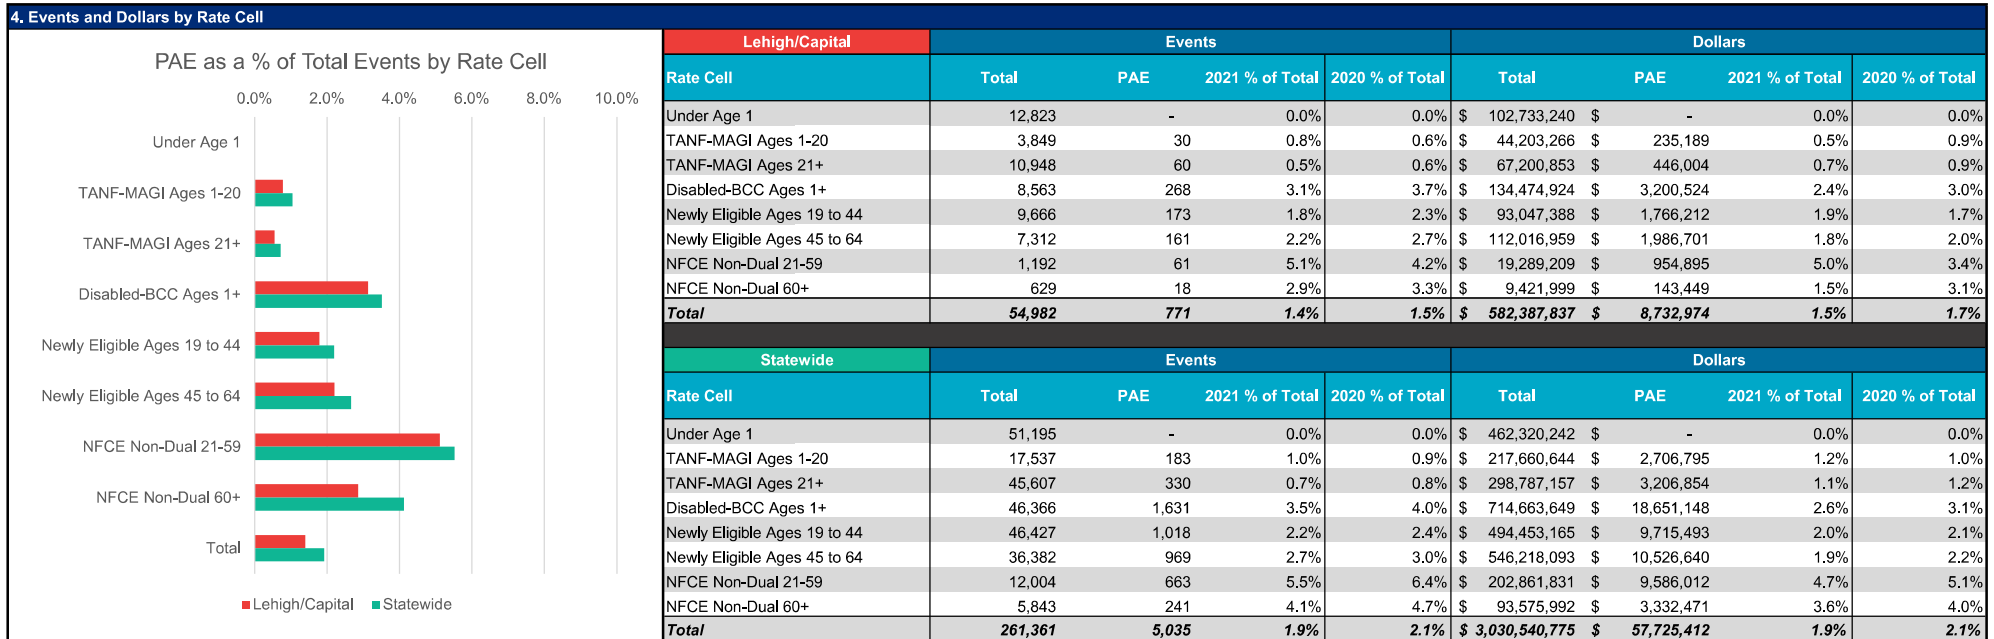 4. Events and Dollars by Rate Cell
PAE as a % of Total Events by Rate Cell
0.0% 2.0% 4.0% 6.0% 8.0% 10.0%
Under Age 1
TANF-MAGI Ages 1-20
TANF-MAGI Ages 21+
Disabled-BCC Ages 1+
Newly Eligible Ages 19 to 44
Newly Eligible Ages 45 to 64
NFCE Non-Dual 21-59
NFCE Non-Dual 60+
Total
Lehigh/Capital Statewide
Lehigh/Capital Events Dollars
Rate Cell Total PAE 2021 % of Total 2020 % of Total Total PAE 2021 % of Total 2020 % of Total
Under Age 1 12,823 - 0.0% 0.0% $ 102,733,240 $ - 0.0% 0.0%
TANF-MAGI Ages 1-20 3,849 30 0.8% 0.6% $ 44,203,266 $ 235,189 0.5% 0.9%
TANF-MAGI Ages 21+ 10,948 60 0.5% 0.6% $ 67,200,853 $ 446,004 0.7% 0.9%
Disabled-BCC Ages 1+ 8,563 268 3.1% 3.7% $ 134,474,924 $ 3,200,524 2.4% 3.0%
Newly Eligible Ages 19 to 44 9,666 173 1.8% 2.3% $ 93,047,388 $ 1,766,212 1.9% 1.7%
Newly Eligible Ages 45 to 64 7,312 161 2.2% 2.7% $ 112,016,959 $ 1,986,701 1.8% 2.0%
NFCE Non-Dual 21-59 1,192 61 5.1% 4.2% $ 19,289,209 $ 954,895 5.0% 3.4%
NFCE Non-Dual 60+ 629 18 2.9% 3.3% $ 9,421,999 $ 143,449 1.5% 3.1%
Total 54,982 771 1.4% 1.5% $ 582,387,837 $ 8,732,974 1.5% 1.7%
Statewide Events Dollars
Rate Cell Total PAE 2021 % of Total 2020 % of Total Total PAE 2021 % of Total 2020 % of Total
Under Age 1 51,195 - 0.0% 0.0% $ 462,320,242 $ - 0.0% 0.0%
TANF-MAGI Ages 1-20 17,537 183 1.0% 0.9% $ 217,660,644 $ 2,706,795 1.2% 1.0%
TANF-MAGI Ages 21+ 45,607 330 0.7% 0.8% $ 298,787,157 $ 3,206,854 1.1% 1.2%
Disabled-BCC Ages 1+ 46,366 1,631 3.5% 4.0% $ 714,663,649 $ 18,651,148 2.6% 3.1%
Newly Eligible Ages 19 to 44 46,427 1,018 2.2% 2.4% $ 494,453,165 $ 9,715,493 2.0% 2.1%
Newly Eligible Ages 45 to 64 36,382 969 2.7% 3.0% $ 546,218,093 $ 10,526,640 1.9% 2.2%
NFCE Non-Dual 21-59 12,004 663 5.5% 6.4% $ 202,861,831 $ 9,586,012 4.7% 5.1%
NFCE Non-Dual 60+ 5,843 241 4.1% 4.7% $ 93,575,992 $ 3,332,471 3.6% 4.0%
Total 261,361 5,035 1.9% 2.1% $ 3,030,540,775 $ 57,725,412 1.9% 2.1%